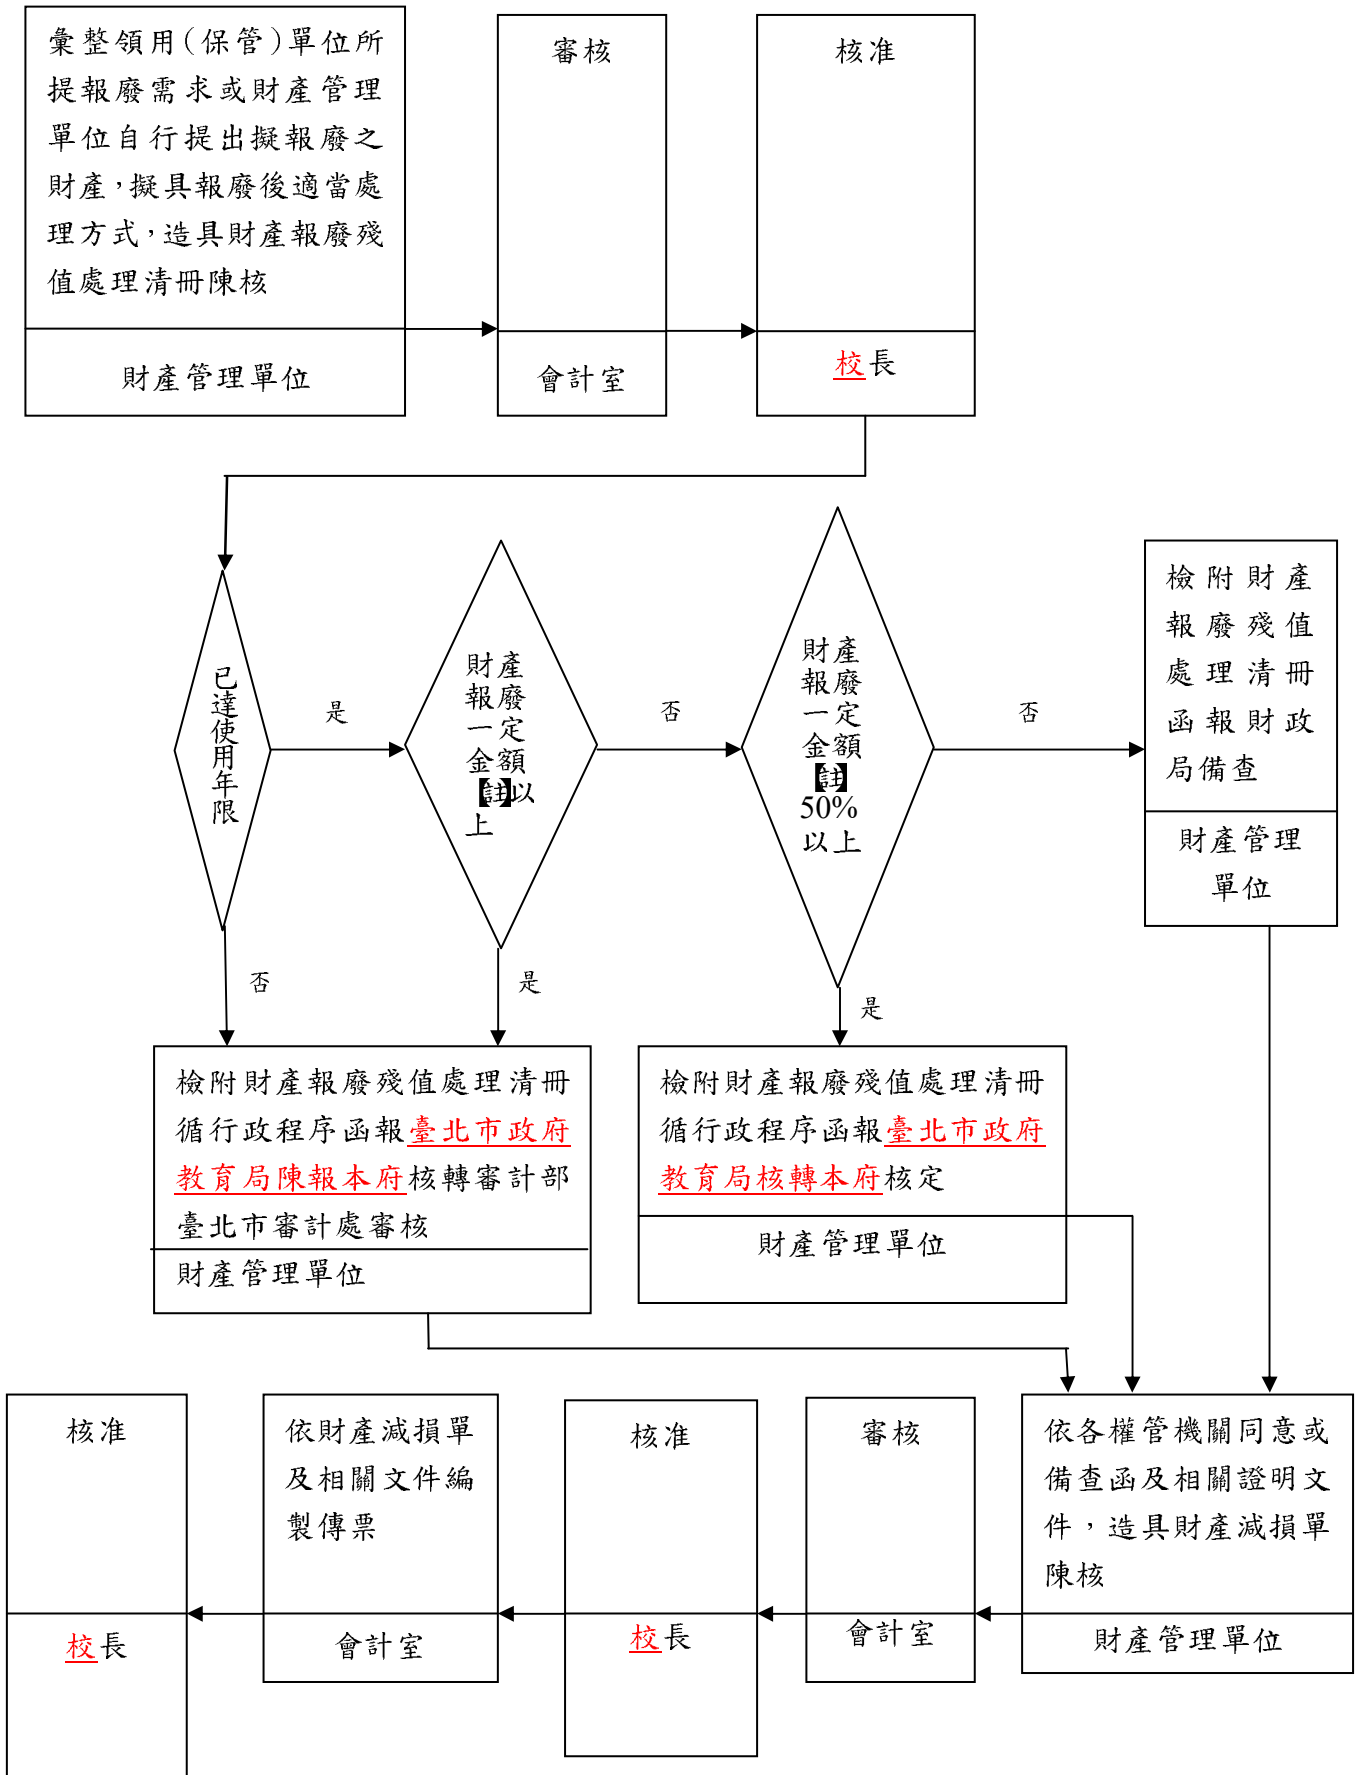 彙整領用(保管)單位所
提報廢需求或財產管理
單位自行提出擬報廢之
財產，擬具報廢後適當處
理方式，造具財產報廢殘
值處理清冊陳核
財產管理單位
審核
會計室
核准
校長
已
達
使
用
年
限
是
財產
報廢
一定
金額
【註】以
上
否
財產
報廢
一定
金額
【註】
50%
以上
否
檢附財產
報廢殘值
處理清冊
函報財政
局備查
財產管理
單位
否
是
是
檢附財產報廢殘值處理清冊
循行政程序函報臺北市政府
教育局陳報本府核轉審計部
臺北市審計處審核
財產管理單位
檢附財產報廢殘值處理清冊
循行政程序函報臺北市政府
教育局核轉本府核定
財產管理單位
依各權管機關同意或
備查函及相關證明文
件，造具財產減損單
陳核
財產管理單位
審核
會計室
核准
校長
依財產減損單
及相關文件編
製傳票
會計室
核准
校長